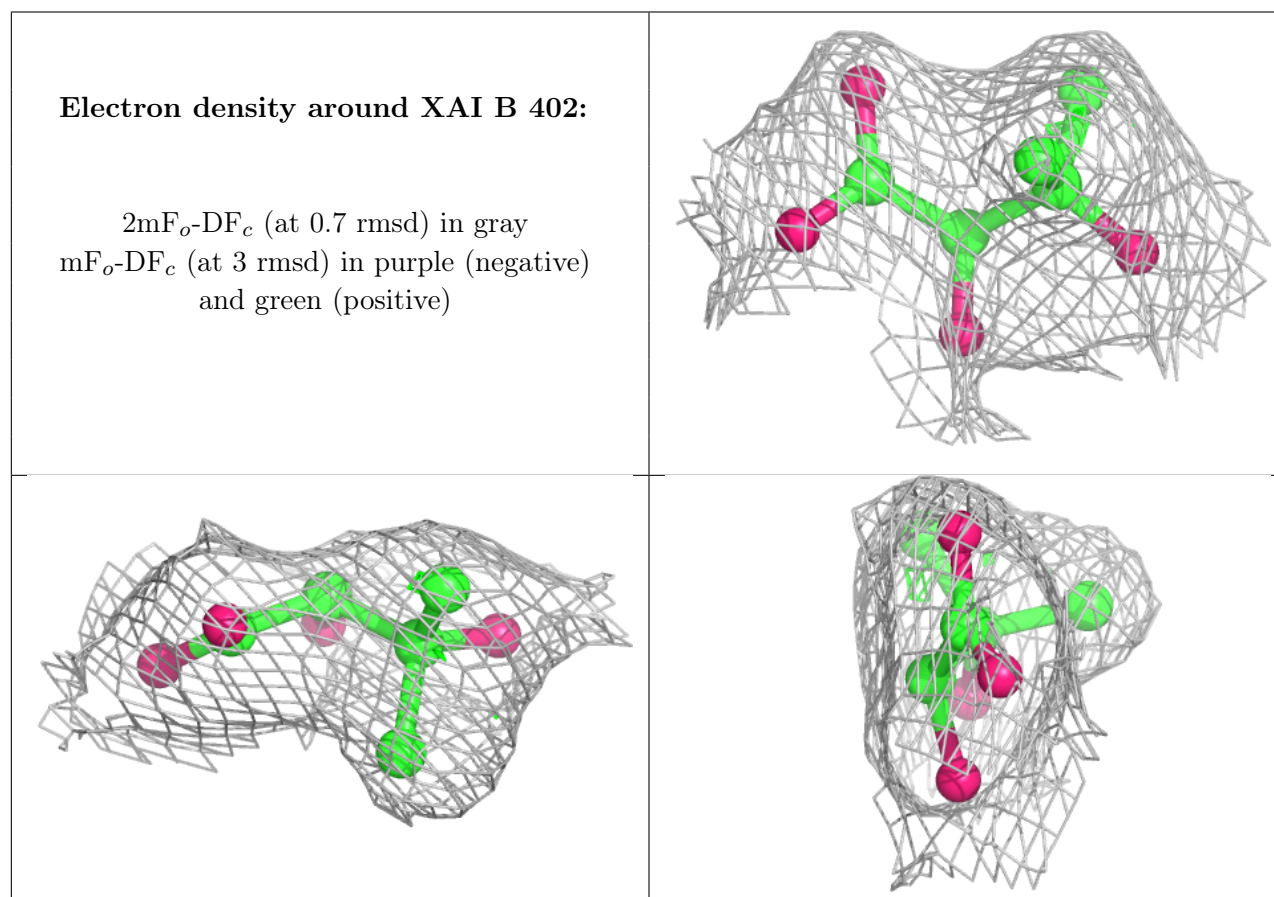 Electron density around XAI B 402:
2mFo-DFc (at 0.7 rmsd) in gray
mFo-DFc (at 3 rmsd) in purple (negative)
and green (positive)